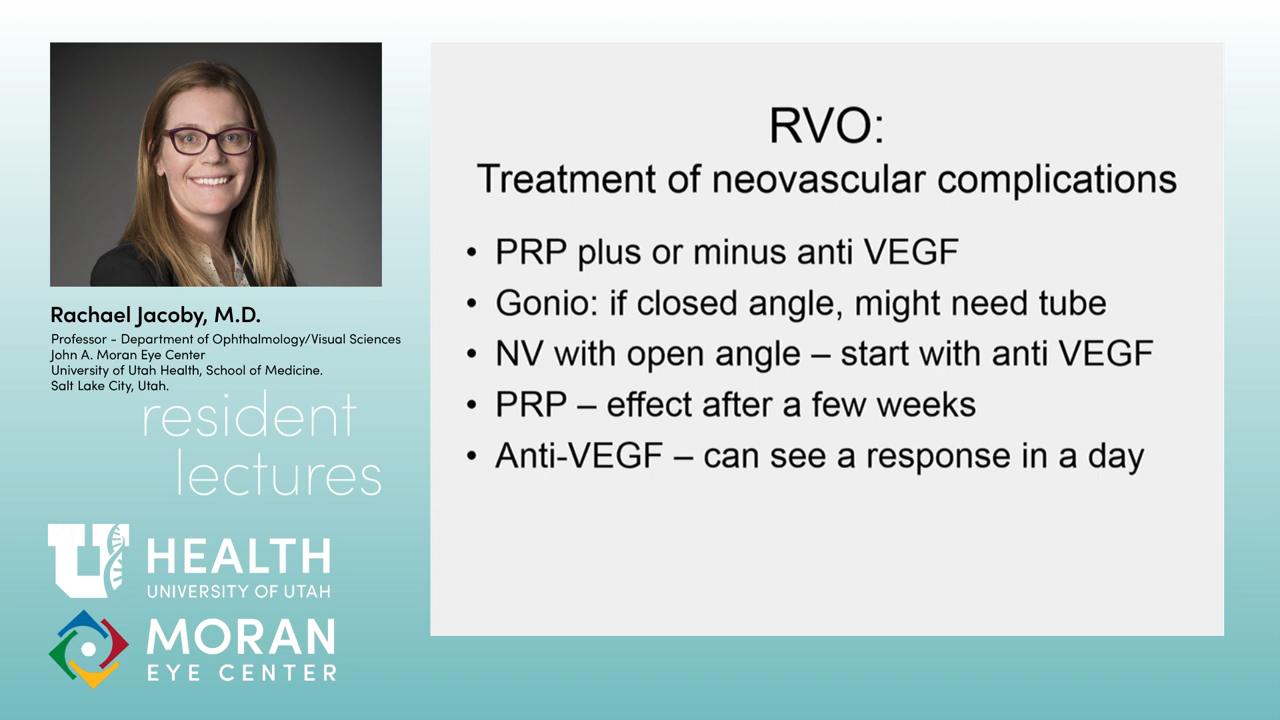 Rachael Jacoby, M.D.
Professor - Department of Ophthalmology/Visual Sciences
John A. Moran Eye Center
University of Utah Health, School of Medicine.
Salt Lake City, Utah.
resident
lectures
U HEALTH
UNIVERSITY OF UTAH
MORAN
EYE CENTER
RVO:
Treatment of neovascular complications
• PRP plus or minus anti VEGF
• Gonio: if closed angle, might need tube
• NV with open angle – start with anti VEGF
• PRP – effect after a few weeks
• Anti-VEGF – can see a response in a day